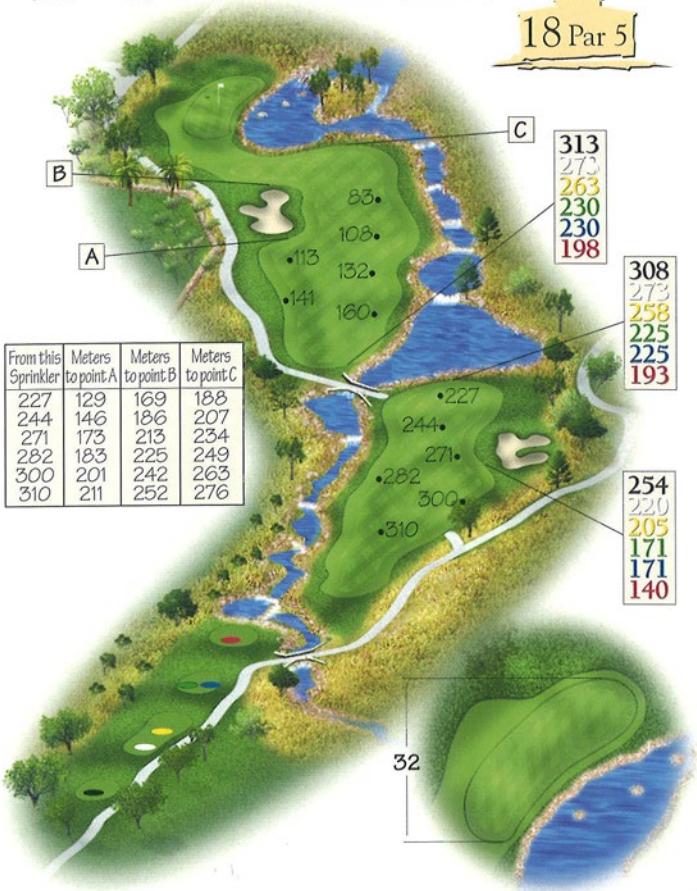 18 Par 5
C
313
273
263
230
230
198
B
83
108
A
113
132
141
160
308
273
258
225
225
193
From this Sprinkler | Meters to point A | Meters to point B | Meters to point C
227 129 169 188
244 146 186 207
271 173 213 234
282 183 225 249
300 201 242 263
310 211 252 276
227
244
271
282
300
310
254
220
205
171
171
140
32